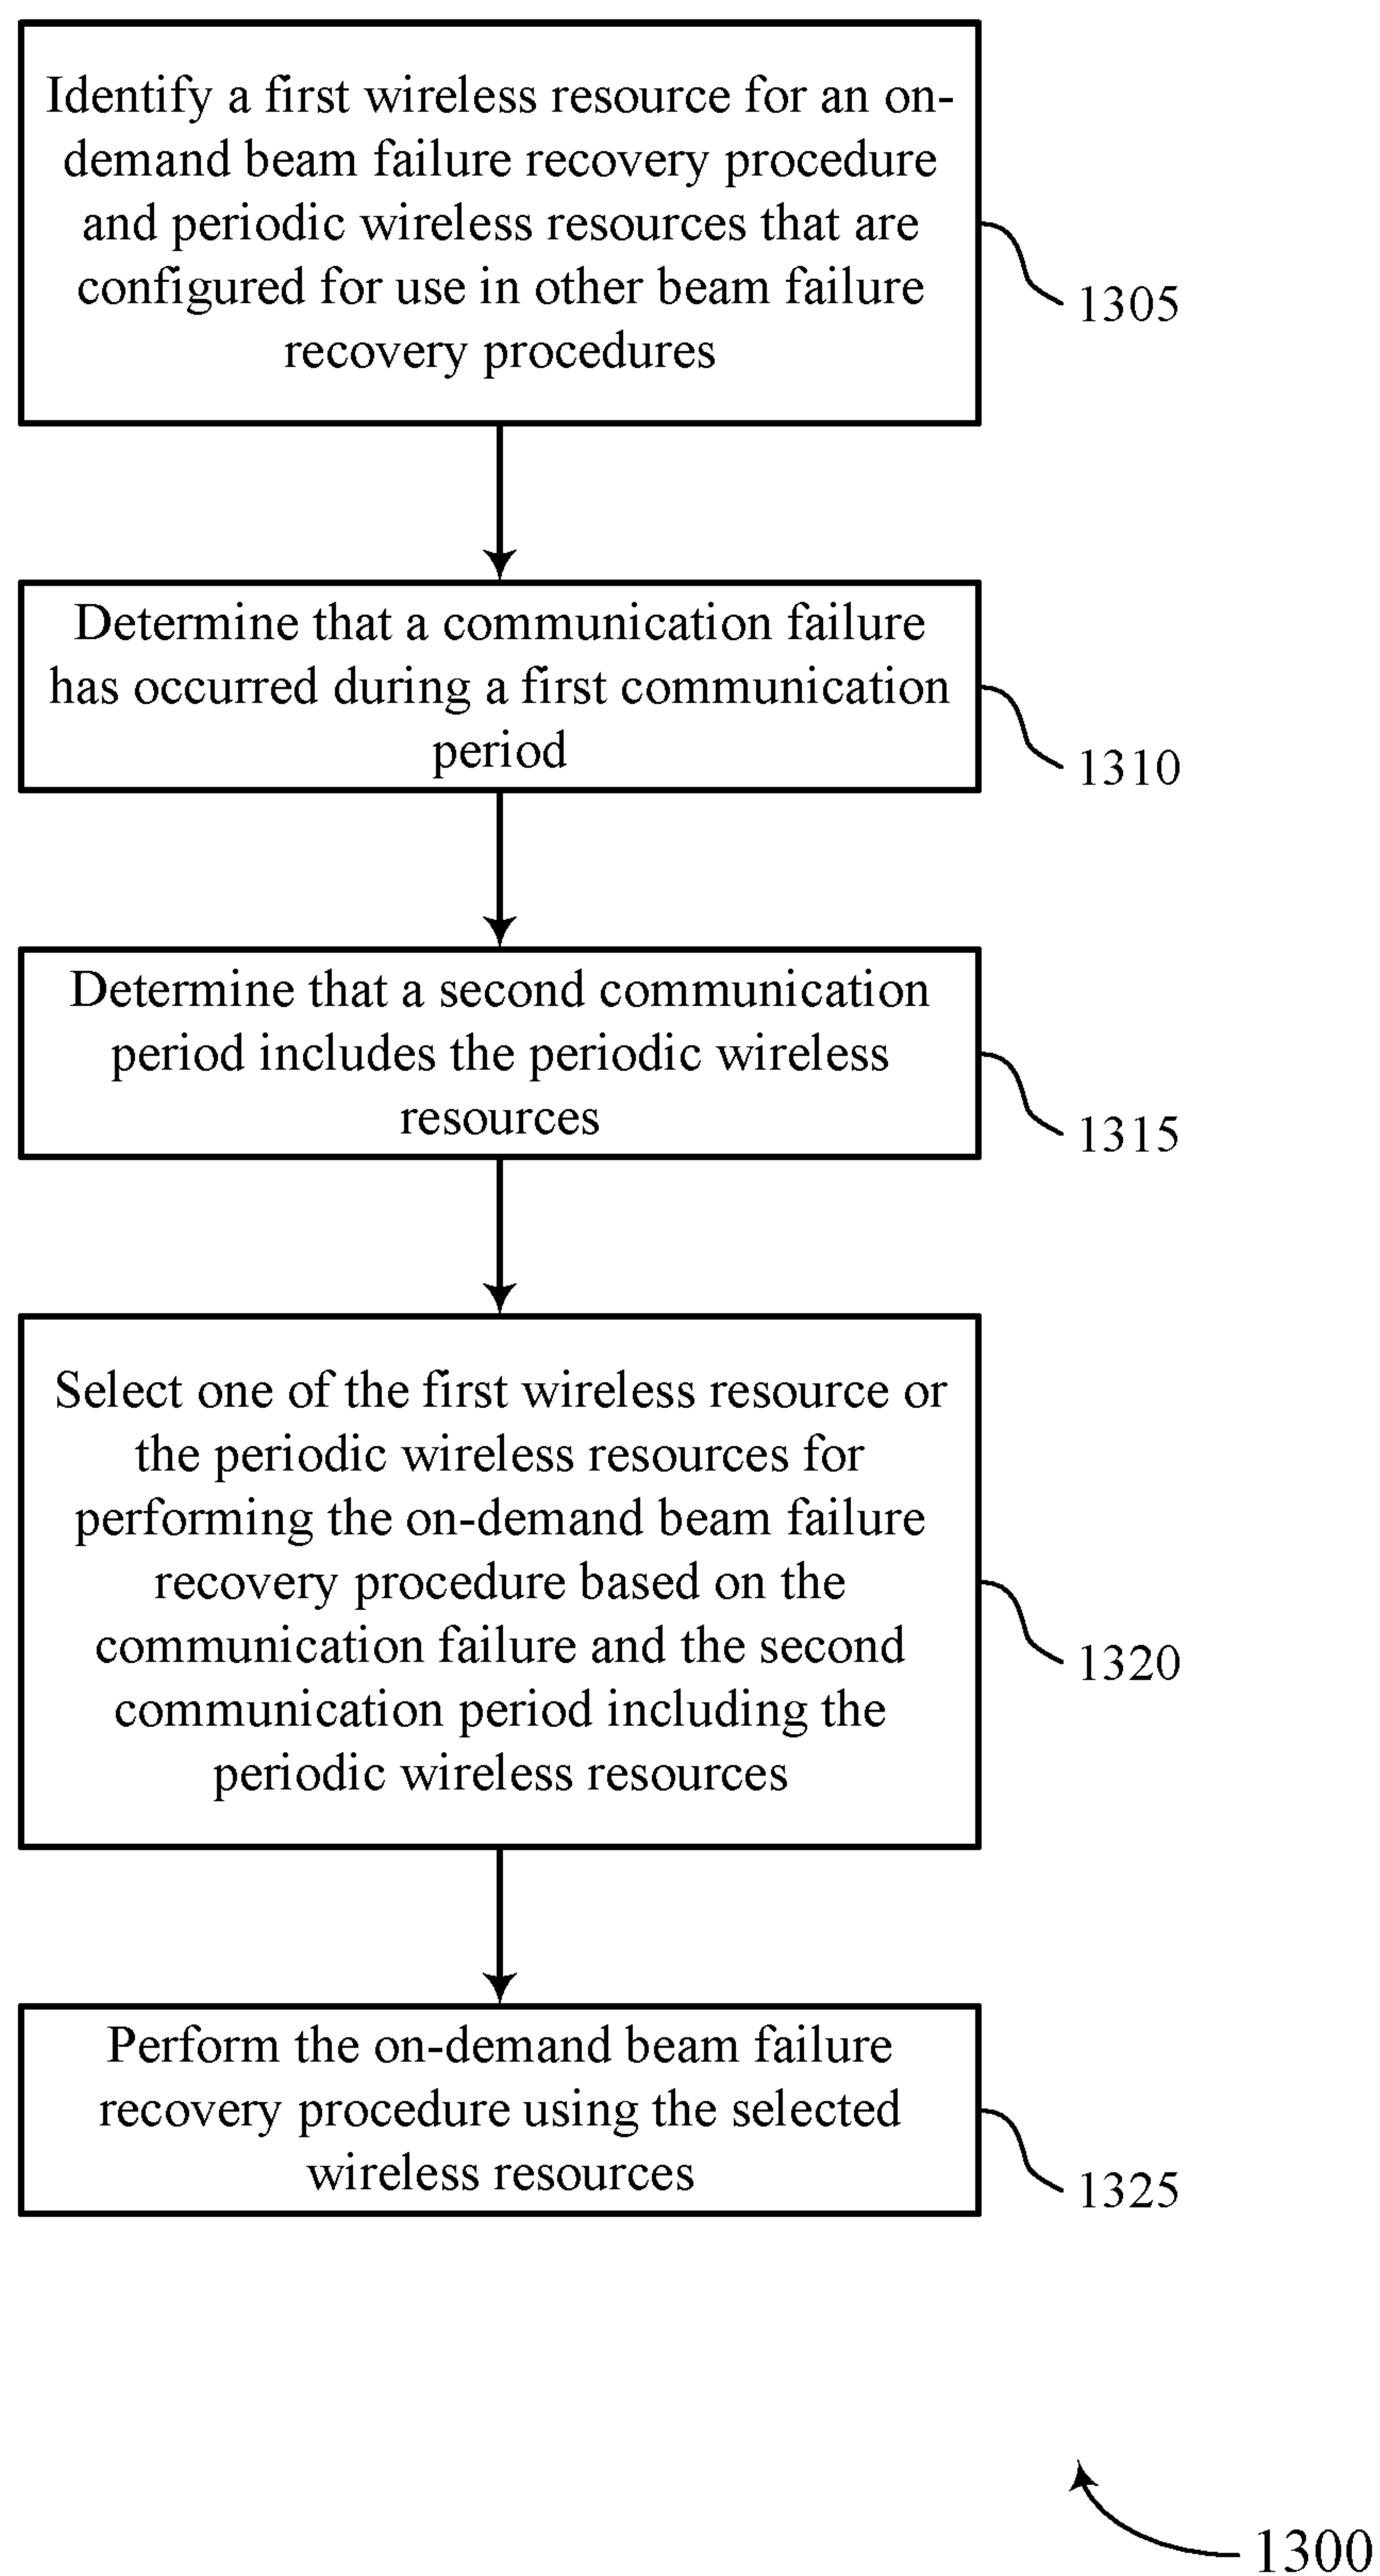 Identify a first wireless resource for an on-
demand beam failure recovery procedure
and periodic wireless resources that are
configured for use in other beam failure
recovery procedures
1305
Determine that a communication failure
has occurred during a first communication
period
1310
Determine that a second communication
period includes the periodic wireless
resources
1315
Select one of the first wireless resource or
the periodic wireless resources for
performing the on-demand beam failure
recovery procedure based on the
communication failure and the second
communication period including the
periodic wireless resources
1320
Perform the on-demand beam failure
recovery procedure using the selected
wireless resources
1325
1300